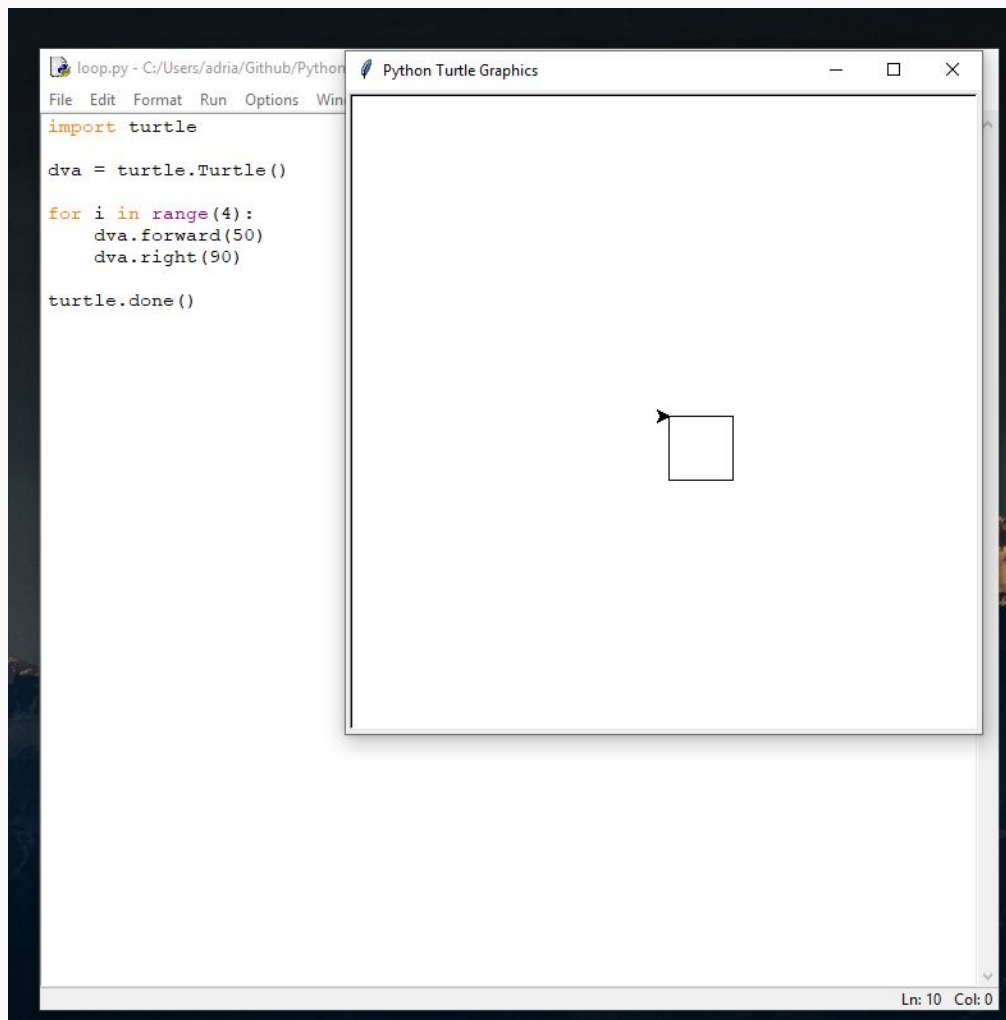 loop.py - C:/Users/adria/Github/Python
File Edit Format Run Options
import turtle
dva = turtle.Turtle()
for i in range(4):
    dva.forward(50)
    dva.right(90)
turtle.done()
Python Turtle Graphics
Ln: 10 Col: 0